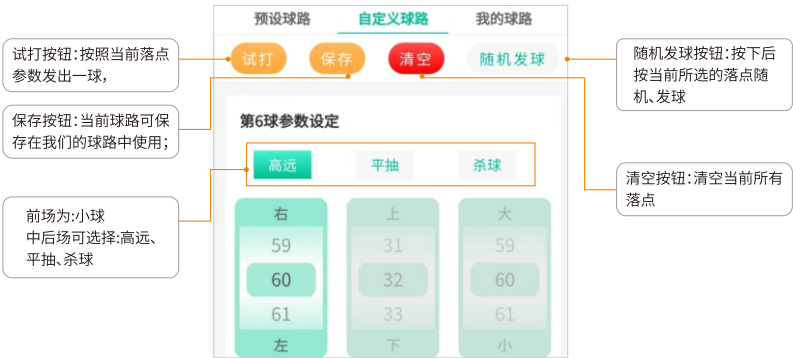 预设球路 自定义球路 我的球路
试打 保存 清空 随机发球
试打按钮：按照当前落点
参数发出一球，
保存按钮：当前球路可保
存在我们的球路中使用；
前场为:小球
中后场可选择:高远、
平抽、杀球
随机发球按钮：按下后
按当前所选的落点随
机、发球
清空按钮：清空当前所有
落点
第6球参数设定
高远 平抽 杀球
右 上 大
59 31 59
60 32 60
61 33 61
左 下 小